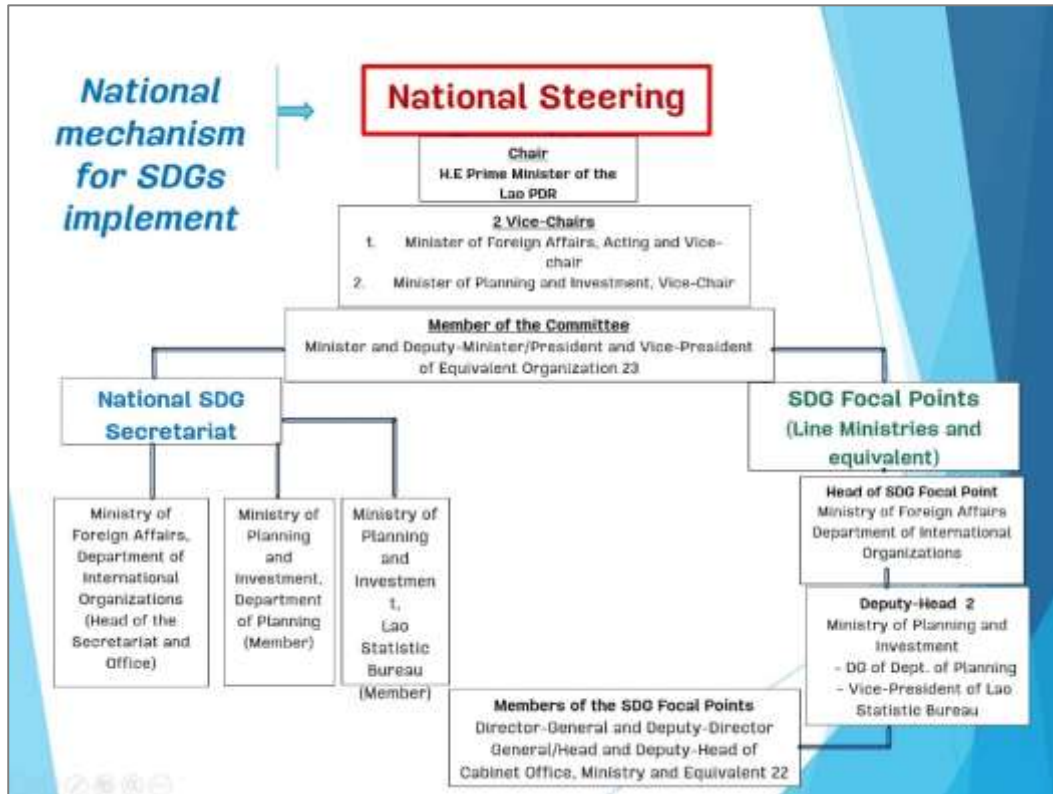 National
mechanism
for SDGs
implement
National Steering
Chair
H.E Prime Minister of the
Lao PDR
2 Vice-Chairs
1. Minister of Foreign Affairs, Acting and Vice-
chair
2. Minister of Planning and Investment, Vice-Chair
Member of the Committee
Minister and Deputy-Minister/President and Vice-President
of Equivalent Organization 23
National SDG
Secretariat
Ministry of
Foreign Affairs,
Department of
International
Organizations
(Head of the
Secretariat and
Office)
Ministry of
Planning
and
Investment,
Department
of Planning
(Member)
Ministry of
Planning
and
Investmen
t,
Lao
Statistic
Bureau
(Member)
SDG Focal Points
(Line Ministries and
equivalent)
Head of SDG Focal Point
Ministry of Foreign Affairs
Department of International
Organizations
Deputy-Head 2
Ministry of Planning and
Investment
- DG of Dept. of Planning
- Vice-President of Lao
Statistic Bureau
Members of the SDG Focal Points
Director-General and Deputy-Director
General/Head and Deputy-Head of
Cabinet Office, Ministry and Equivalent 22